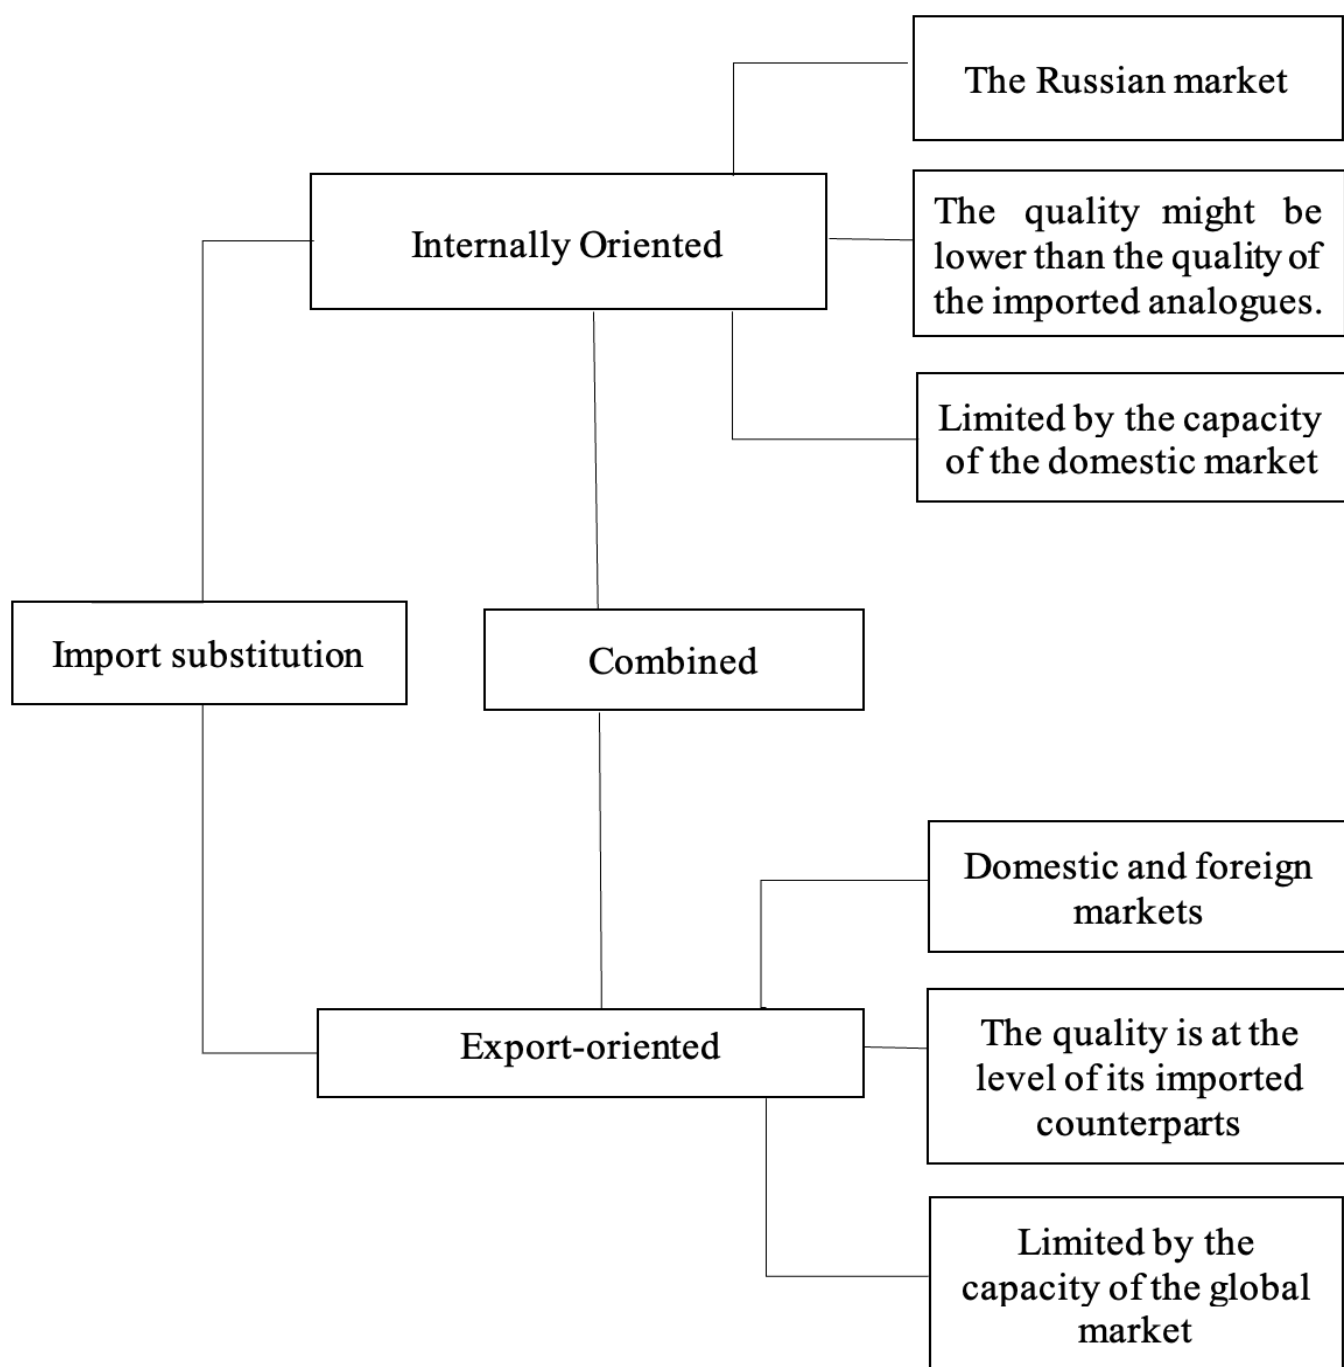 The Russian market
Internally Oriented
The quality might be
lower than the quality of
the imported analogues.
Limited by the capacity
of the domestic market
Import substitution
Combined
Domestic and foreign
markets
Export-oriented
The quality is at the
level of its imported
counterparts
Limited by the
capacity of the global
market